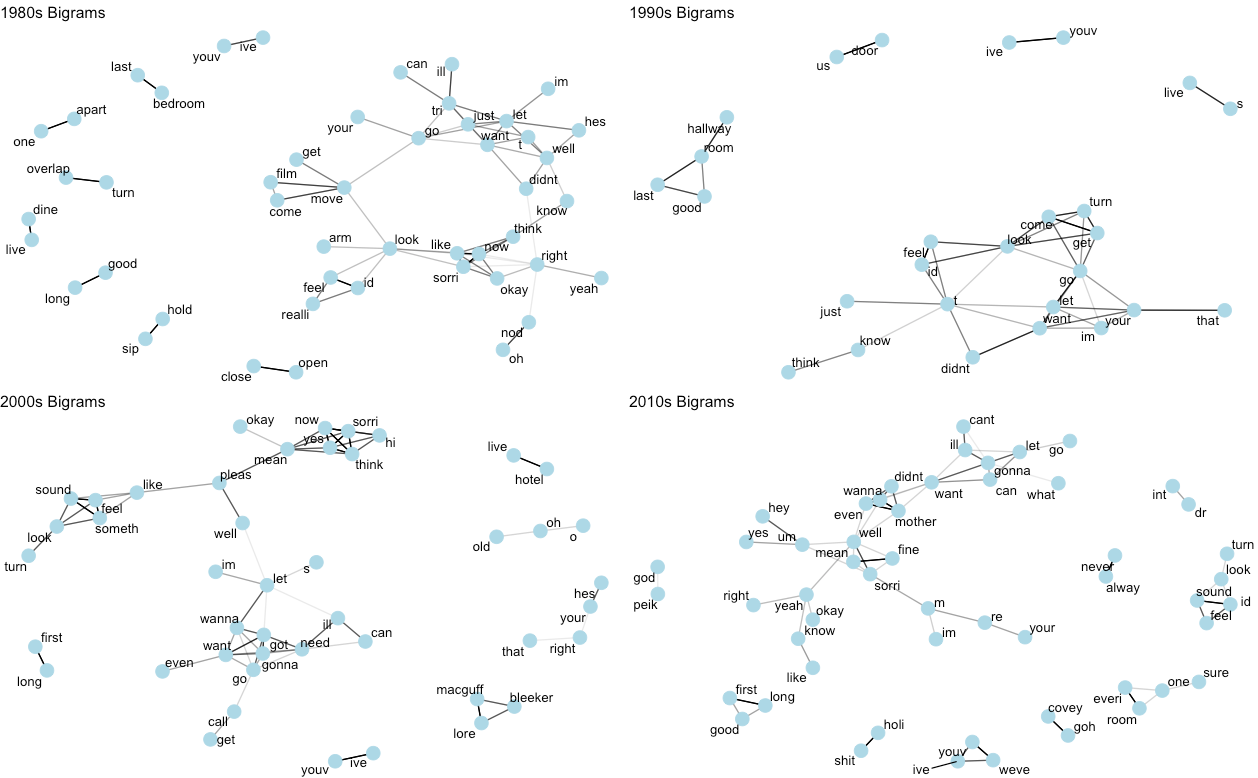 1980s Bigrams
youv
ive
last
bedroom
apart
one
overlap
turn
dine
live
good
long
hold
sip
close
open
can
ill
im
tri
just
let
hes
your
go
want
t
well
get
film
come
move
didnt
know
arm
look
like
now
think
right
sorri
okay
yeah
feel
id
realli
nod
oh
1990s Bigrams
us
door
ive
youv
live
s
hallway
room
last
good
turn
come
look
get
feel
id
go
t
let
just
want
your
im
that
know
think
didnt
2000s Bigrams
okay
now
sorri
yes
hi
mean
think
pleas
sound
like
feel
someth
look
turn
well
im
s
let
wanna
ill
want
got
need
can
gonna
even
go
call
get
live
hotel
old
oh
o
hes
your
that
right
first
long
macguff
bleeker
lore
youv
ive
2010s Bigrams
cant
ill
let
go
gonna
didnt
want
can
what
wanna
even
mother
hey
yes
um
well
mean
fine
sorri
god
peik
right
yeah
okay
know
like
m
im
re
your
int
dr
never
alway
turn
look
sound
id
feel
first
long
good
holi
shit
youv
ive
weve
covey
goh
everi
one
sure
room